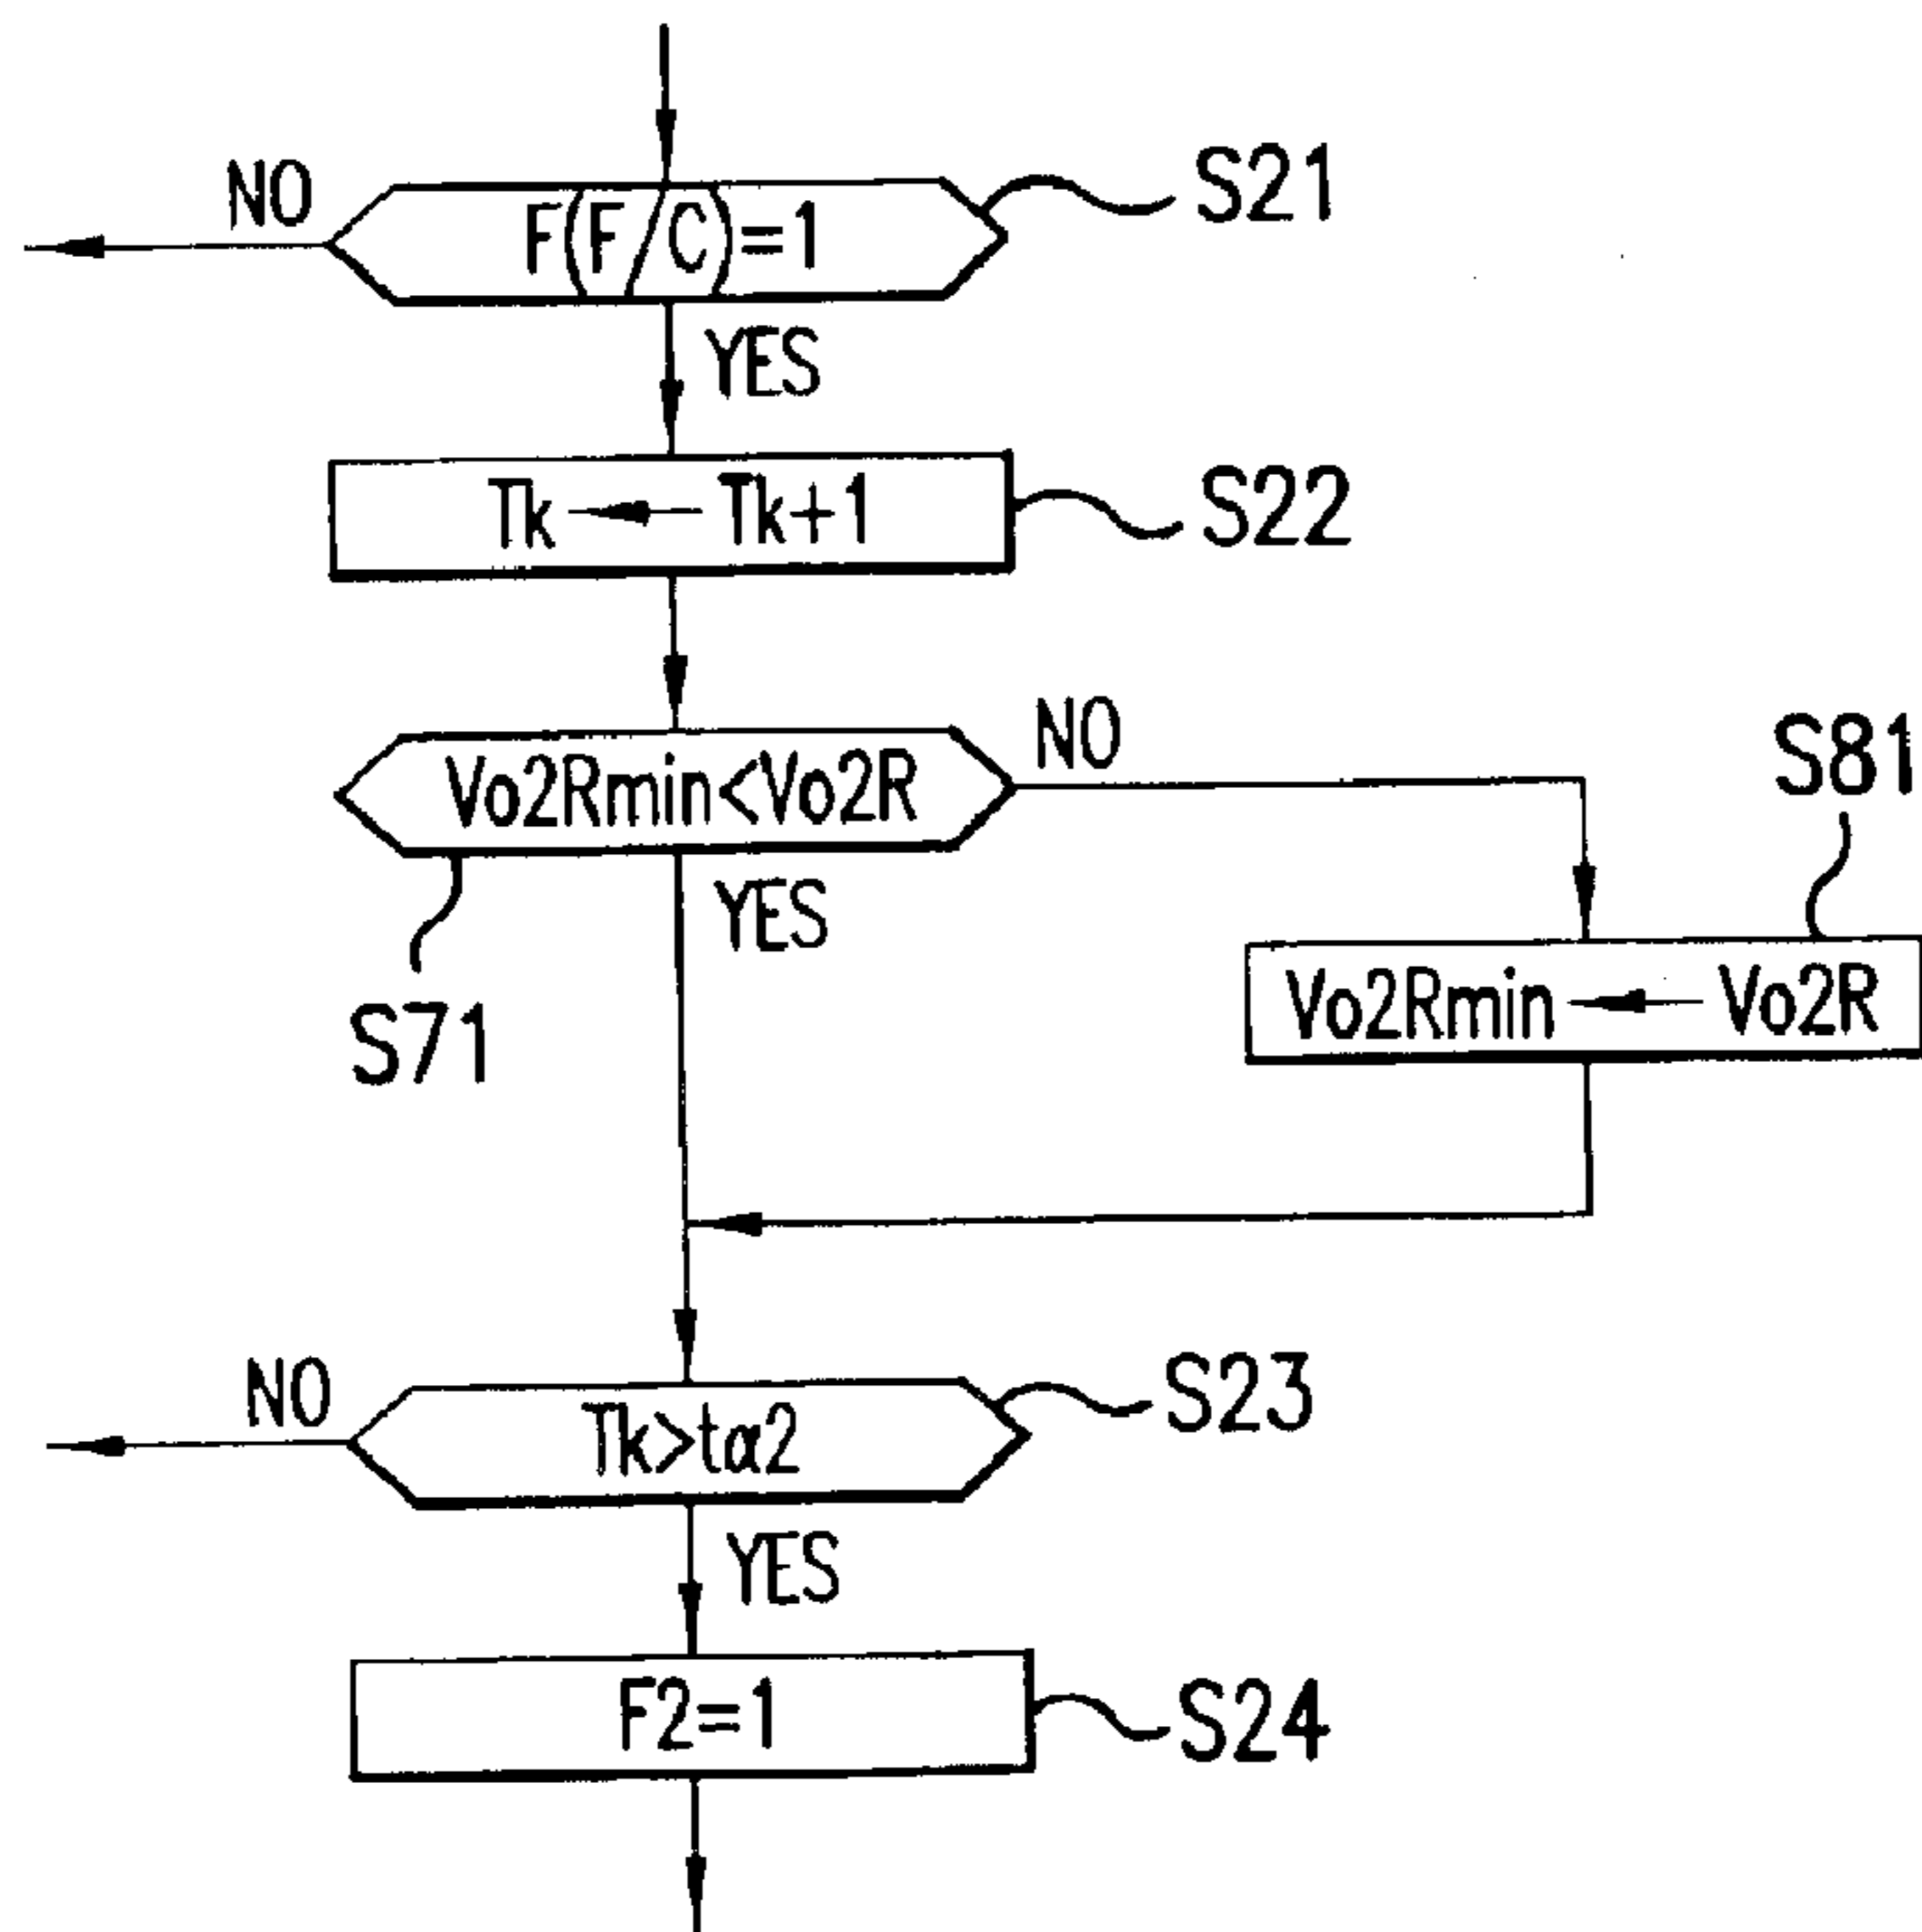 S21
NO
F(F/C)=1
YES
Tk ← Tk+1
S22
NO
Vo2Rmin<Vo2R
S81
YES
Vo2Rmin ← Vo2R
S71
NO
S23
Tk>tα2
YES
F2=1
S24